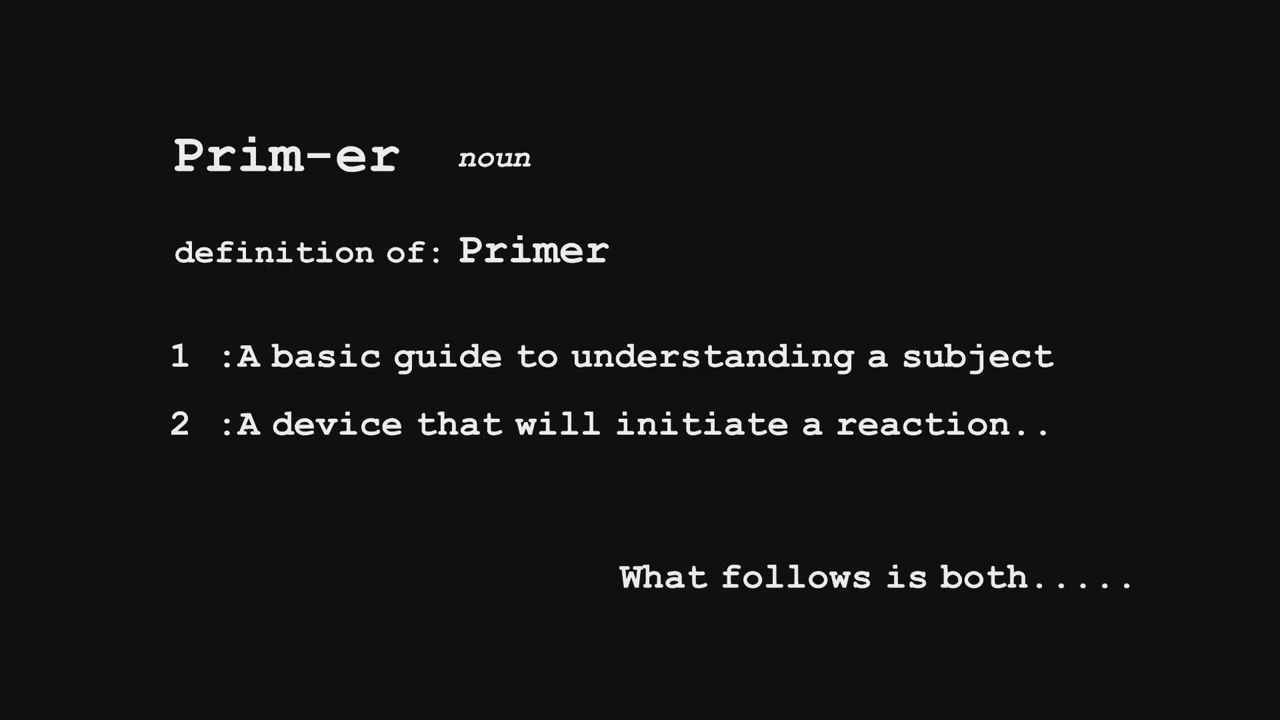 Prim-er noun
definition of: Primer
1 :A basic guide to understanding a subject
2 :A device that will initiate a reaction..
What follows is both.....